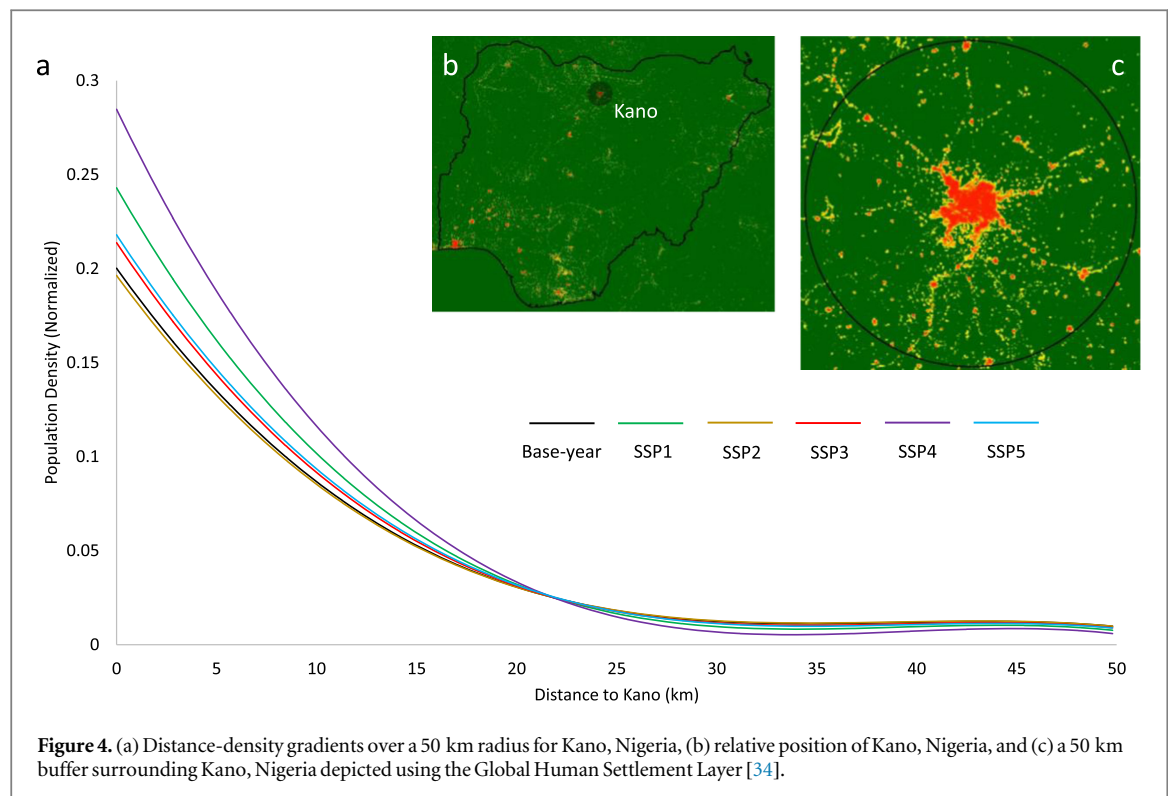 a
b
c
Kano
0.3
0.25
0.2
0.15
0.1
0.05
0
Population Density (Normalized)
Base-year SSP1 SSP2 SSP3 SSP4 SSP5
0 5 10 15 20 25 30 35 40 45 50
Distance to Kano (km)
Figure 4. (a) Distance-density gradients over a 50 km radius for Kano, Nigeria, (b) relative position of Kano, Nigeria, and (c) a 50 km
buffer surrounding Kano, Nigeria depicted using the Global Human Settlement Layer [34].